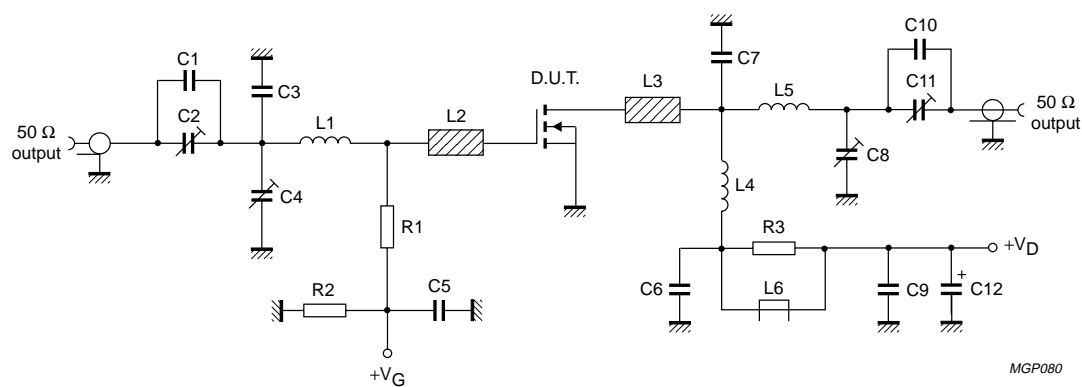 C1
C2
C3
C4
50 Ω
output
L1
L2
D.U.T.
L3
C7
L5
C10
C11
50 Ω
output
C8
L4
R1
R2
C5
+VG
R3
L6
C6
C9
+
C12
+VD
MGP080